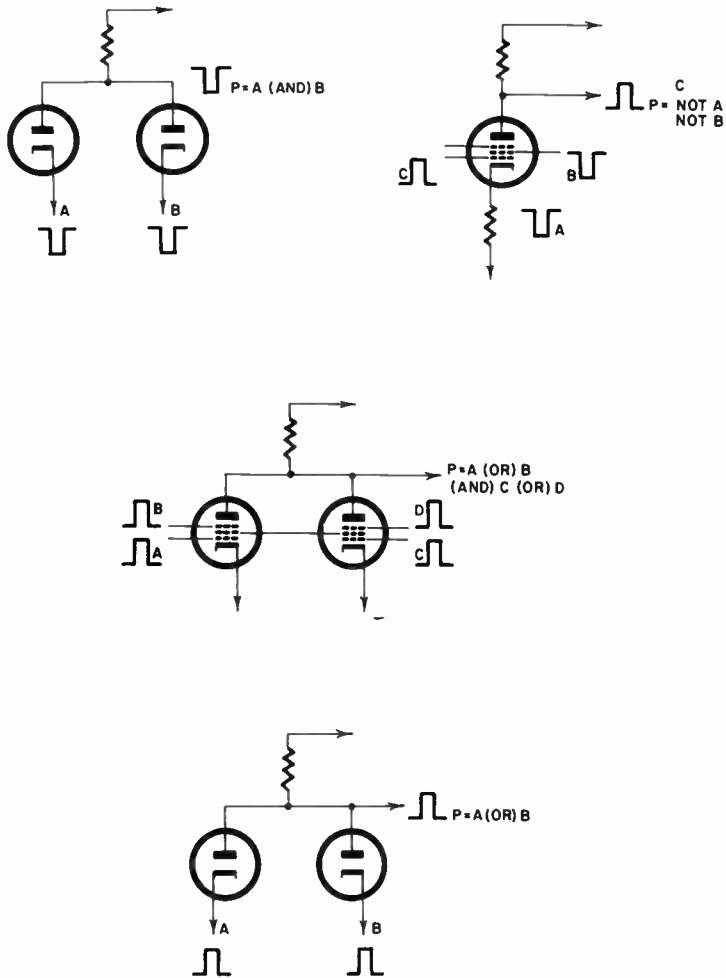 P=A (AND) B
A
B
C
P= NOT A
NOT B
C
B
A
P=A (OR) B
(AND) C (OR) D
B
A
D
C
P=A (OR) B
A
B